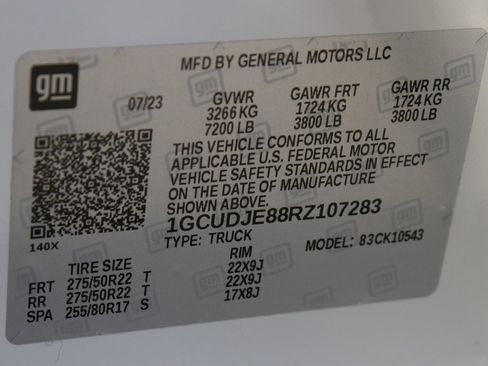 MFD BY GENERAL MOTORS LLC
gm
07/23
GVWR GAWR FRT GAWR RR
3266 KG 1724 KG 1724 KG
7200 LB 3800 LB 3800 LB
THIS VEHICLE CONFORMS TO ALL
APPLICABLE U.S. FEDERAL MOTOR
VEHICLE SAFETY STANDARDS IN EFFECT
ON THE DATE OF MANUFACTURE
SHOWN ABOVE.
1GCUDJE88RZ107283
140X
TYPE: TRUCK MODEL: 83CK10543
TIRE SIZE RIM
FRT 275/50R22 T 22X9J
RR 275/50R22 T 22X9J
SPA 255/80R17 S 17X8J